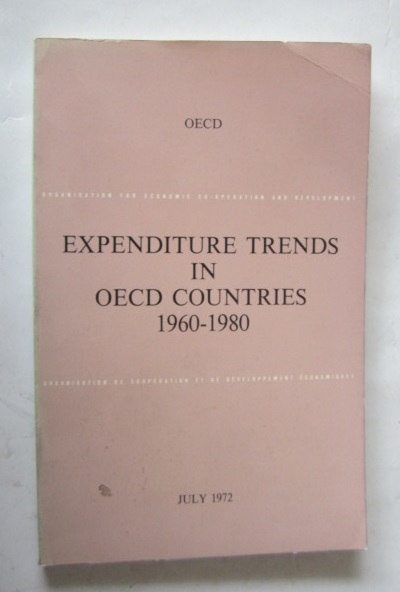 OECD
ORGANISATION FOR ECONOMIC CO-OPERATION AND DEVELOPMENT
EXPENDITURE TRENDS
IN
OECD COUNTRIES
1960-1980
ORGANISATION DE COOPÉRATION ET DE DÉVELOPPEMENT ÉCONOMIQUES
JULY 1972